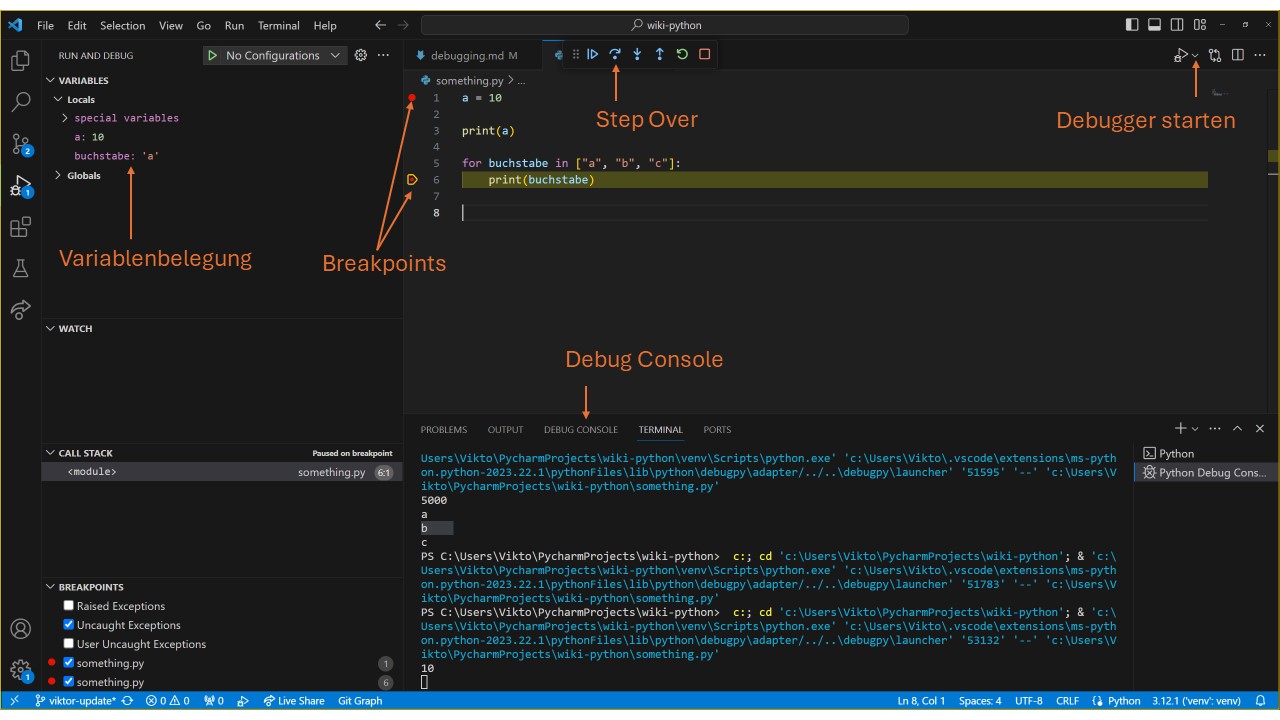 File Edit Selection View Go Run Terminal Help
wiki-python
RUN AND DEBUG
No Configurations
debugging.md M
VARIABLES
Locals
special variables
a: 10
buchstabe: 'a'
Globals
Variablenbelegung
something.py > ...
1 a = 10
2
3 print(a)
4
5 for buchstabe in ["a", "b", "c"]:
6 print(buchstabe)
7
8
Step Over
Debugger starten
Breakpoints
Debug Console
WATCH
CALL STACK Paused on breakpoint
<module> something.py 6:1
BREAKPOINTS
Raised Exceptions
Uncaught Exceptions
User Uncaught Exceptions
something.py 1
something.py 6
2
1
1
PROBLEMS OUTPUT DEBUG CONSOLE TERMINAL PORTS
Users\Vikto\PycharmProjects\wiki-python\venv\Scripts\python.exe' 'c:\Users\Vikto\.vscode\extensions\ms-pyth
on.python-2023.22.1\pythonFiles\lib\python\debugpy\adapter/../..\debugpy\launcher' '51595' '--' 'c:\Users\V
ikto\PycharmProjects\wiki-python\something.py'
5000
a
b
c
PS C:\Users\Vikto\PycharmProjects\wiki-python> c:; cd 'c:\Users\Vikto\PycharmProjects\wiki-python'; & 'c:\
Users\Vikto\PycharmProjects\wiki-python\venv\Scripts\python.exe' 'c:\Users\Vikto\.vscode\extensions\ms-pyth
on.python-2023.22.1\pythonFiles\lib\python\debugpy\adapter/../..\debugpy\launcher' '51783' '--' 'c:\Users\V
ikto\PycharmProjects\wiki-python\something.py'
PS C:\Users\Vikto\PycharmProjects\wiki-python> c:; cd 'c:\Users\Vikto\PycharmProjects\wiki-python'; & 'c:\
Users\Vikto\PycharmProjects\wiki-python\venv\Scripts\python.exe' 'c:\Users\Vikto\.vscode\extensions\ms-pyth
on.python-2023.22.1\pythonFiles\lib\python\debugpy\adapter/../..\debugpy\launcher' '53132' '--' 'c:\Users\V
ikto\PycharmProjects\wiki-python\something.py'
10
Python
Python Debug Cons...
viktor-update* 0 0 0 Live Share Git Graph
Ln 8, Col 1 Spaces: 4 UTF-8 CRLF Python 3.12.1 ('venv': venv)